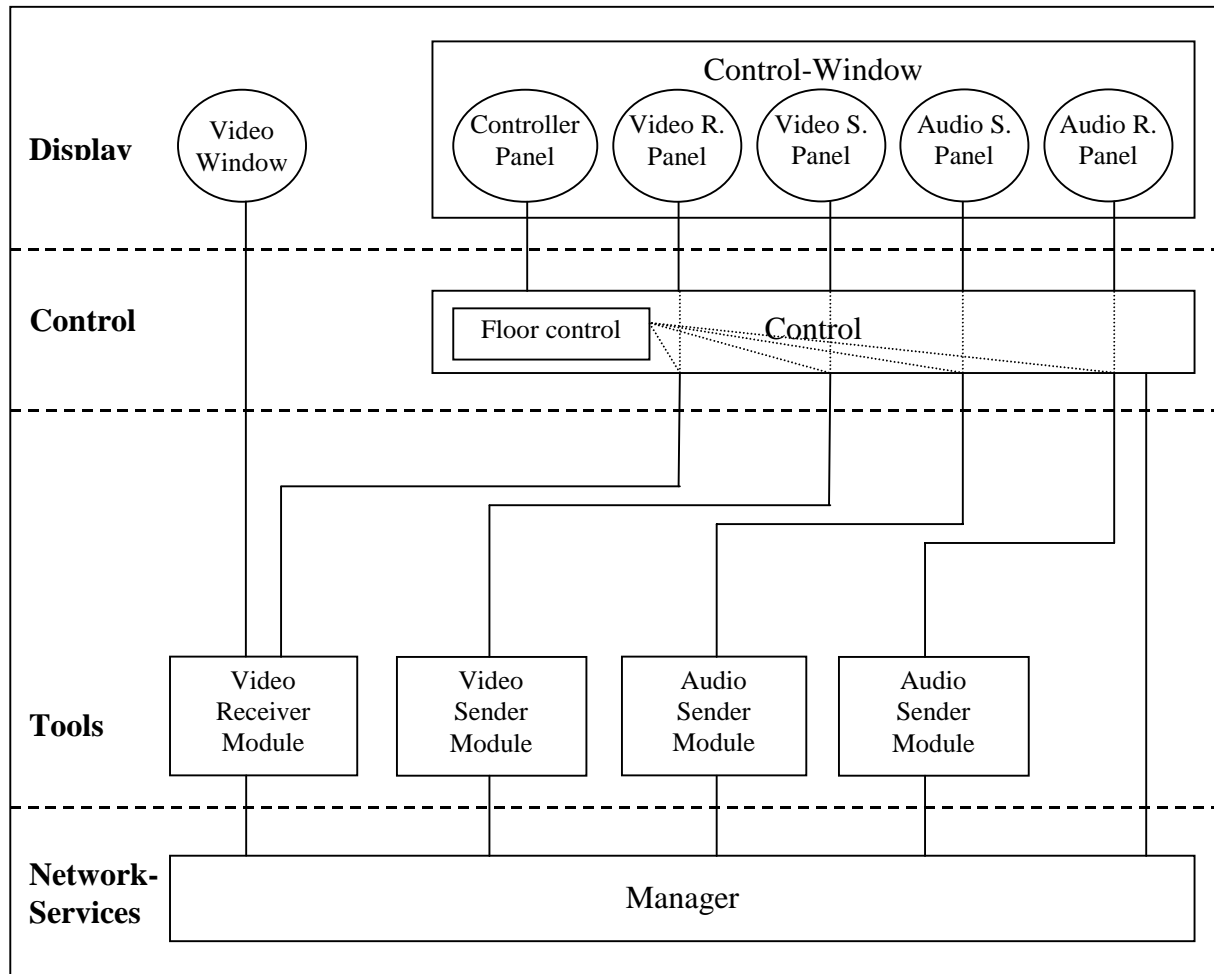 Control-Window
Video
Window
Controller
Panel
Video R.
Panel
Video S.
Panel
Audio S.
Panel
Audio R.
Panel
Display
Control
Floor control
Control
Video
Receiver
Module
Video
Sender
Module
Audio
Sender
Module
Audio
Sender
Module
Tools
Network-
Services
Manager